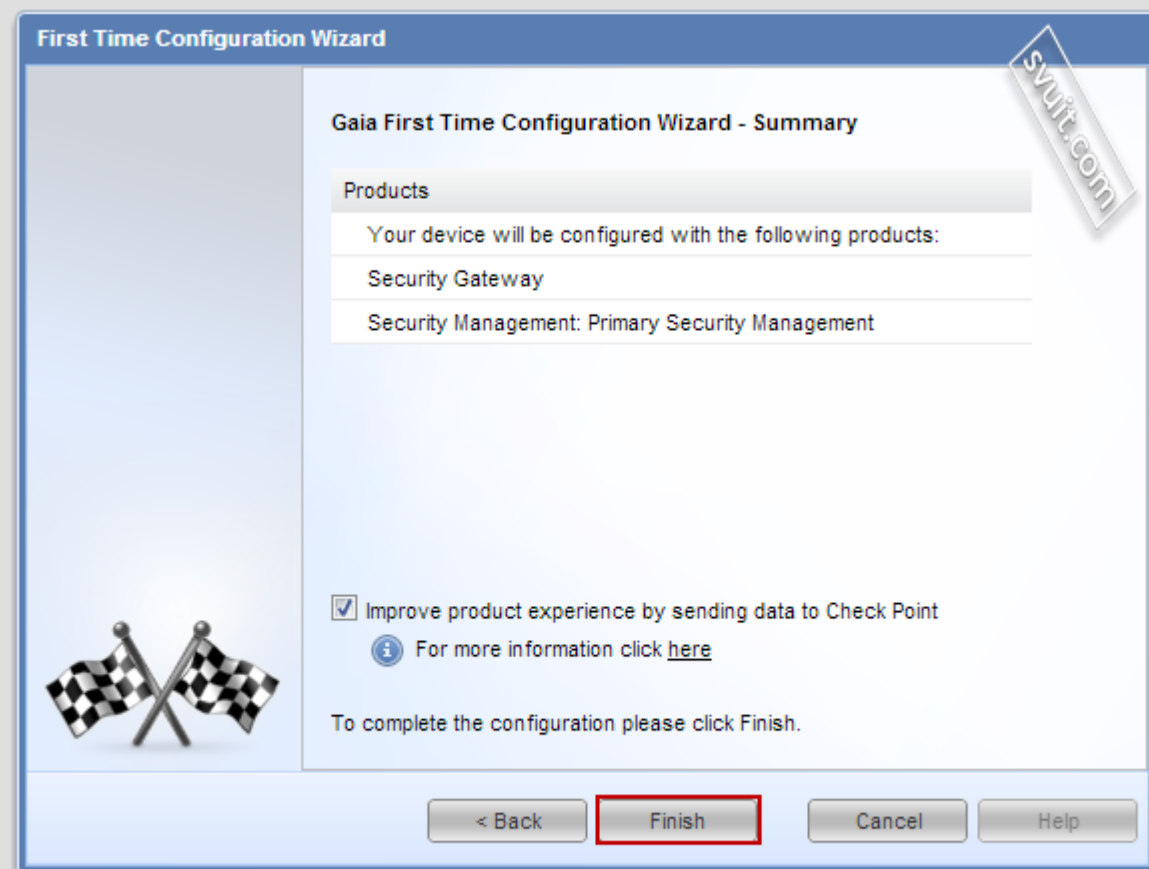 First Time Configuration Wizard
svuit.com
Gaia First Time Configuration Wizard - Summary
Products
Your device will be configured with the following products:
Security Gateway
Security Management: Primary Security Management
Improve product experience by sending data to Check Point
For more information click here
To complete the configuration please click Finish.
< Back Finish Cancel Help